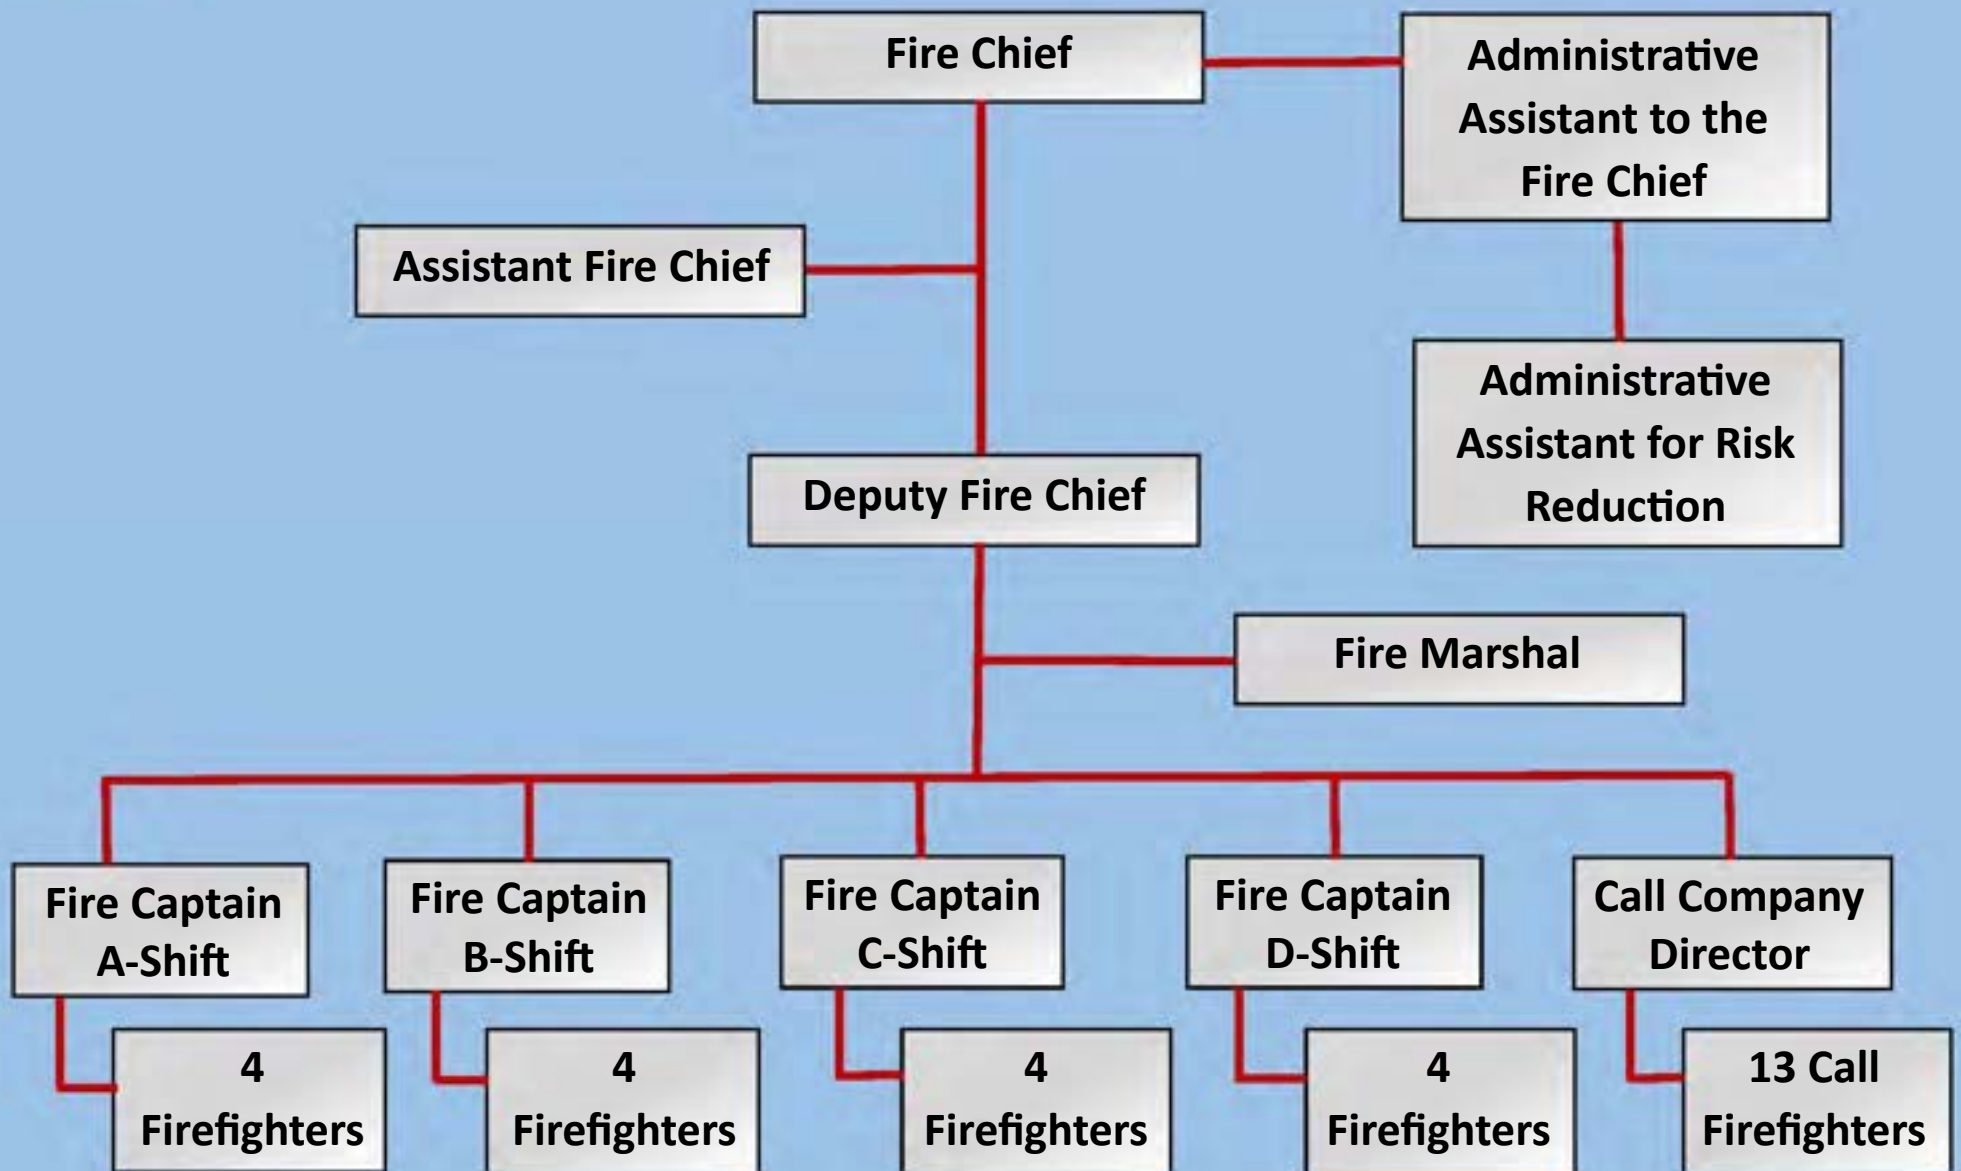 Fire Chief
Administrative
Assistant to the
Fire Chief
Assistant Fire Chief
Administrative
Assistant for Risk
Reduction
Deputy Fire Chief
Fire Marshal
Fire Captain
A-Shift
Fire Captain
B-Shift
Fire Captain
C-Shift
Fire Captain
D-Shift
Call Company
Director
4
Firefighters
4
Firefighters
4
Firefighters
4
Firefighters
13 Call
Firefighters